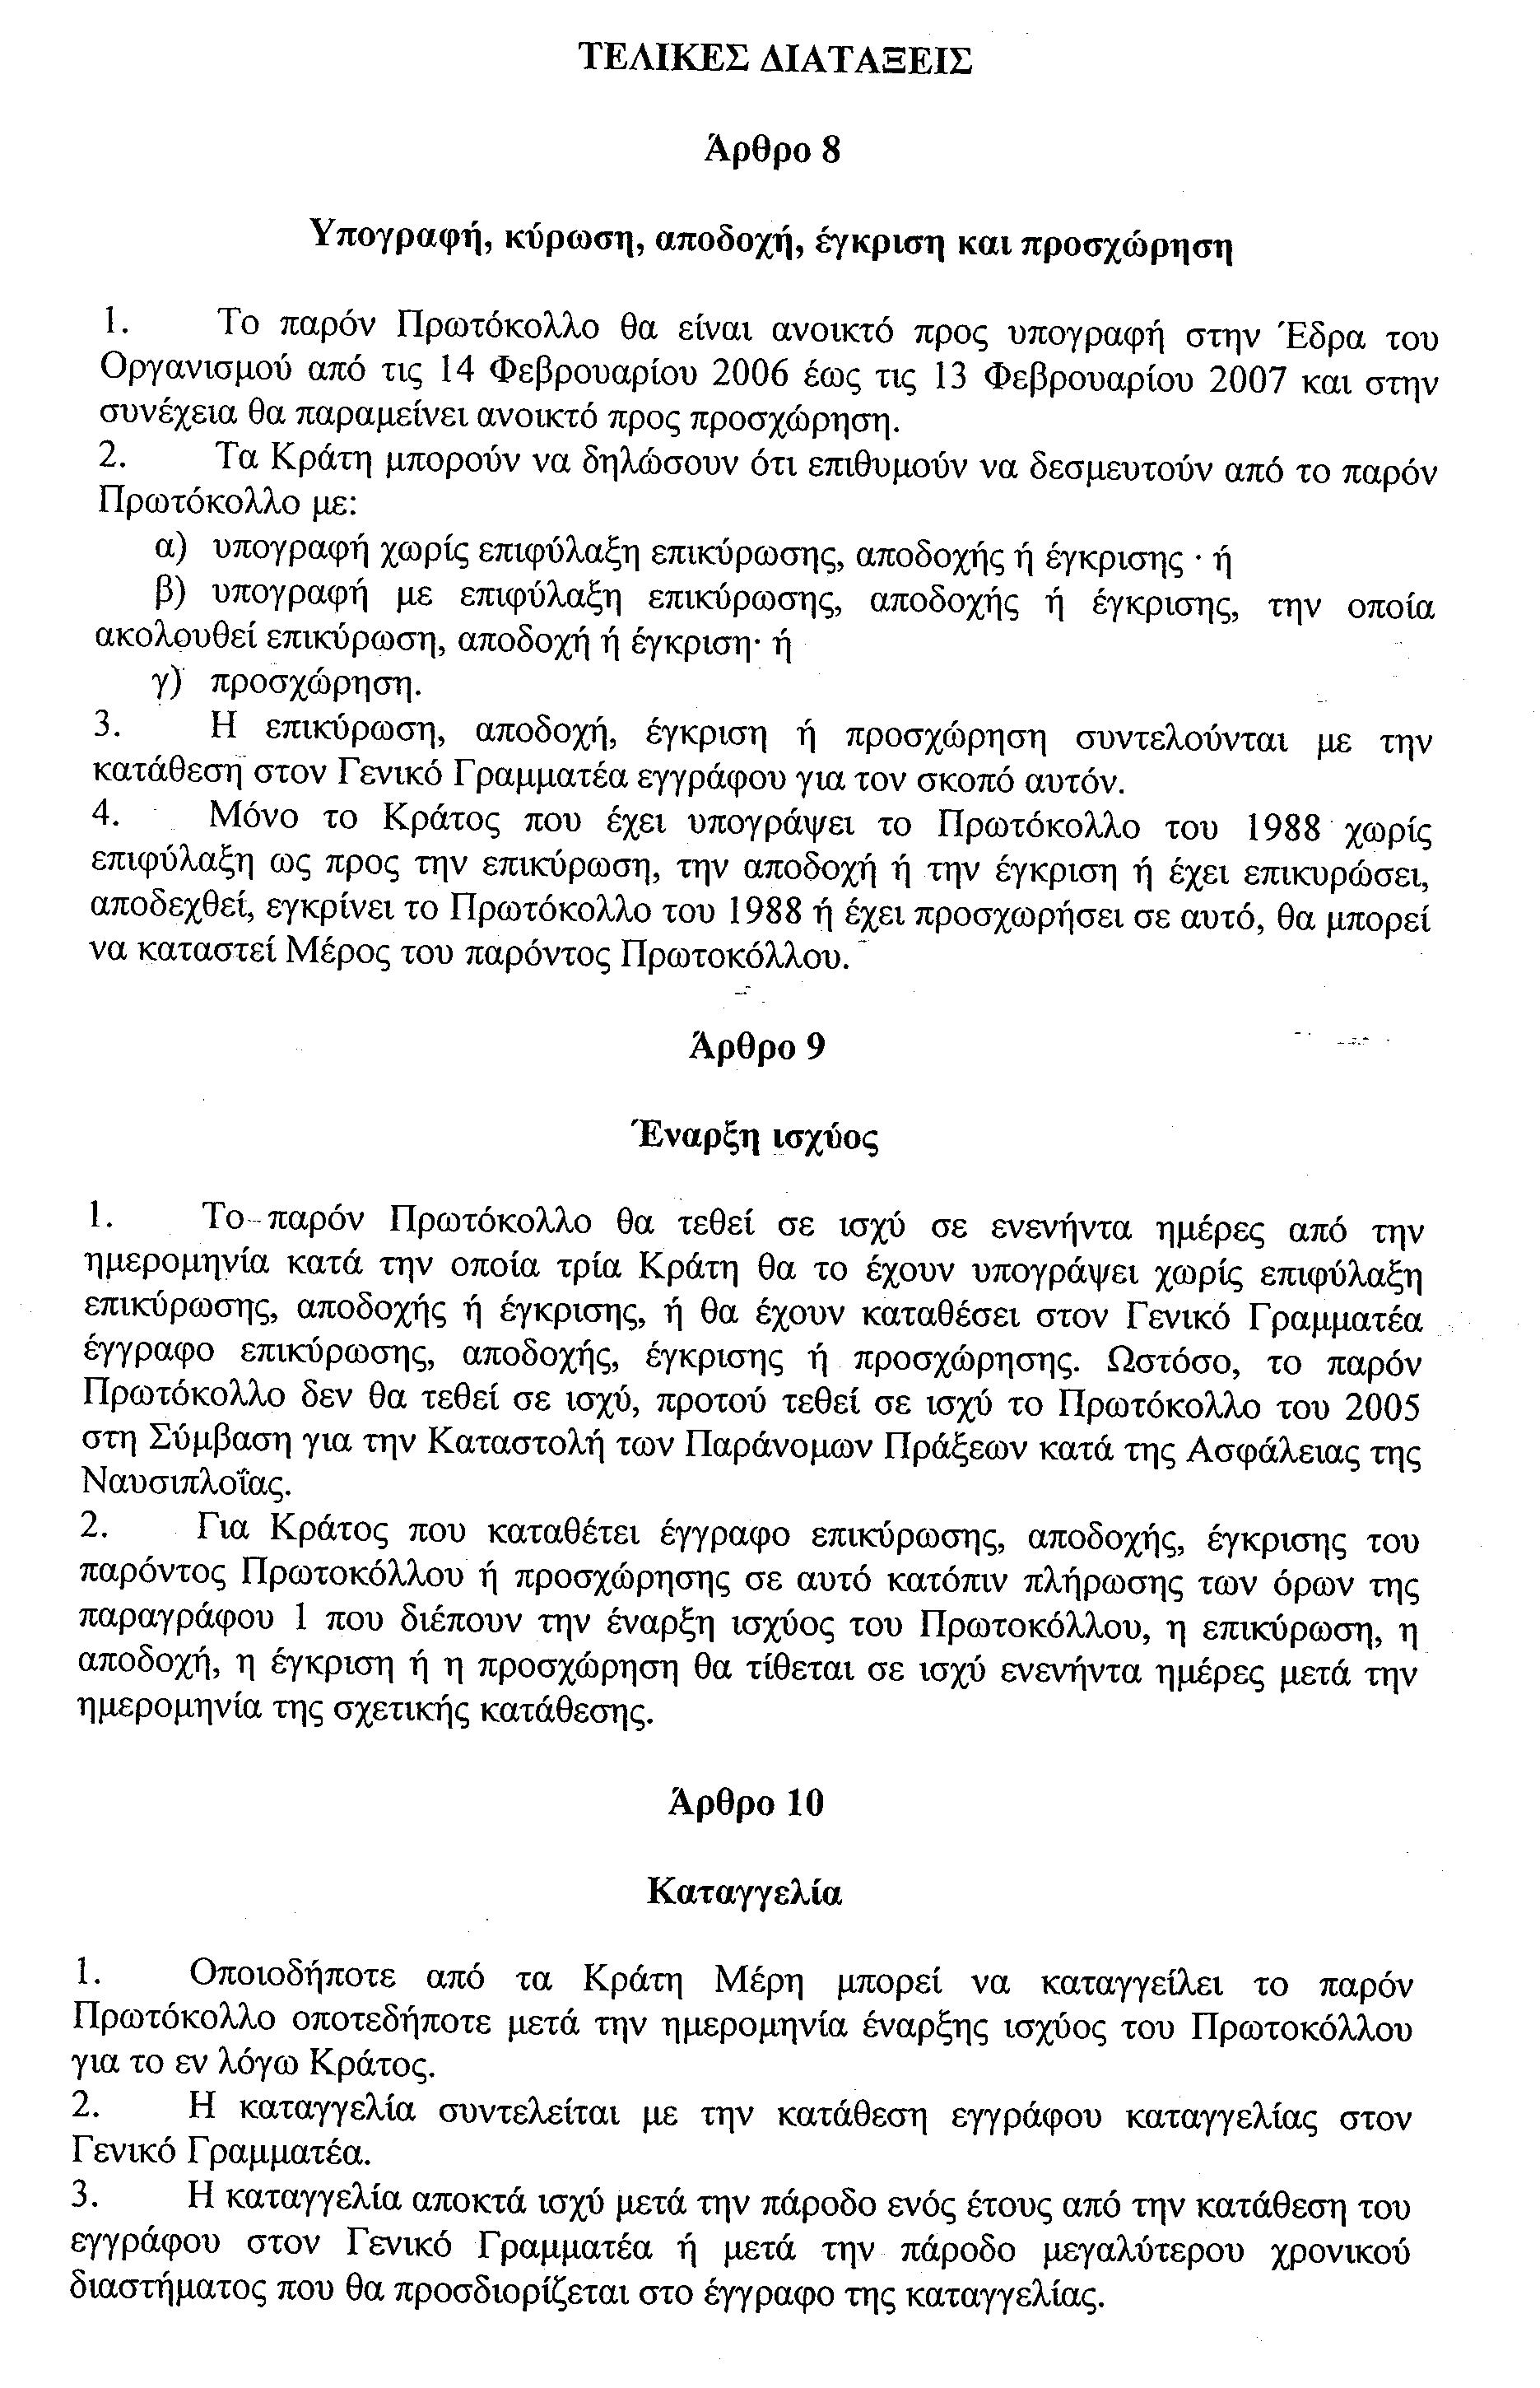 ΤΕΛΙΚΕΣ ΔΙΑΤΑΞΕΙΣ
Άρθρο 8
Υπογραφή, κύρωση, αποδοχή, έγκριση και προσχώρηση
1. Το παρόν Πρωτόκολλο θα είναι ανοικτό προς υπογραφή στην Έδρα του
Οργανισμού από τις 14 Φεβρουαρίου 2006 έως τις 13 Φεβρουαρίου 2007 και στην
συνέχεια θα παραμείνει ανοικτό προς προσχώρηση.
2. Τα Κράτη μπορούν να δηλώσουν ότι επιθυμούν να δεσμευτούν από το παρόν
Πρωτόκολλο με:
α) υπογραφή χωρίς επιφύλαξη επικύρωσης, αποδοχής ή έγκρισης · ή
β) υπογραφή με επιφύλαξη επικύρωσης, αποδοχής ή έγκρισης, την οποία
ακολουθεί επικύρωση, αποδοχή ή έγκριση· ή
γ) προσχώρηση.
3. Η επικύρωση, αποδοχή, έγκριση ή προσχώρηση συντελούνται με την
κατάθεση στον Γενικό Γραμματέα εγγράφου για τον σκοπό αυτόν.
4. Μόνο το Κράτος που έχει υπογράψει το Πρωτόκολλο του 1988 χωρίς
επιφύλαξη ως προς την επικύρωση, την αποδοχή ή την έγκριση ή έχει επικυρώσει,
αποδεχθεί, εγκρίνει το Πρωτόκολλο του 1988 ή έχει προσχωρήσει σε αυτό, θα μπορεί
να καταστεί Μέρος του παρόντος Πρωτοκόλλου.
Άρθρο 9
Έναρξη ισχύος
1. Το παρόν Πρωτόκολλο θα τεθεί σε ισχύ σε ενενήντα ημέρες από την
ημερομηνία κατά την οποία τρία Κράτη θα το έχουν υπογράψει χωρίς επιφύλαξη
επικύρωσης, αποδοχής ή έγκρισης, ή θα έχουν καταθέσει στον Γενικό Γραμματέα
έγγραφο επικύρωσης, αποδοχής, έγκρισης ή προσχώρησης. Ωστόσο, το παρόν
Πρωτόκολλο δεν θα τεθεί σε ισχύ, προτού τεθεί σε ισχύ το Πρωτόκολλο του 2005
στη Σύμβαση για την Καταστολή των Παράνομων Πράξεων κατά της Ασφάλειας της
Ναυσιπλοΐας.
2. Για Κράτος που καταθέτει έγγραφο επικύρωσης, αποδοχής, έγκρισης του
παρόντος Πρωτοκόλλου ή προσχώρησης σε αυτό κατόπιν πλήρωσης των όρων της
παραγράφου 1 που διέπουν την έναρξη ισχύος του Πρωτοκόλλου, η επικύρωση, η
αποδοχή, η έγκριση ή η προσχώρηση θα τίθεται σε ισχύ ενενήντα ημέρες μετά την
ημερομηνία της σχετικής κατάθεσης.
Άρθρο 10
Καταγγελία
1. Οποιοδήποτε από τα Κράτη Μέρη μπορεί να καταγγείλει το παρόν
Πρωτόκολλο οποτεδήποτε μετά την ημερομηνία έναρξης ισχύος του Πρωτοκόλλου
για το εν λόγω Κράτος.
2. Η καταγγελία συντελείται με την κατάθεση εγγράφου καταγγελίας στον
Γενικό Γραμματέα.
3. Η καταγγελία αποκτά ισχύ μετά την πάροδο ενός έτους από την κατάθεση του
εγγράφου στον Γενικό Γραμματέα ή μετά την πάροδο μεγαλύτερου χρονικού
διαστήματος που θα προσδιορίζεται στο έγγραφο της καταγγελίας.